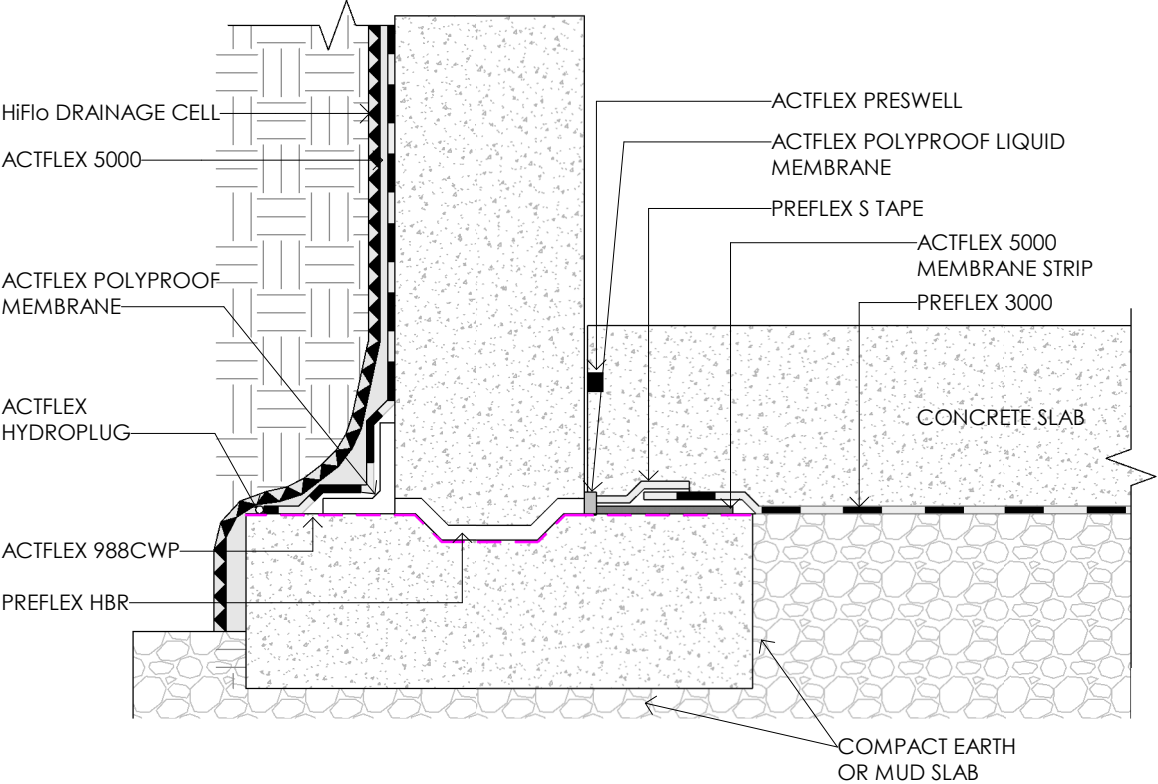 HiFlo DRAINAGE CELL
ACTFLEX 5000
ACTFLEX POLYPROOF
MEMBRANE
ACTFLEX
HYDROPLUG
ACTFLEX 988CWP
PREFLEX HBR
ACTFLEX PRESWELL
ACTFLEX POLYPROOF LIQUID
MEMBRANE
PREFLEX S TAPE
ACTFLEX 5000
MEMBRANE STRIP
PREFLEX 3000
CONCRETE SLAB
COMPACT EARTH
OR MUD SLAB